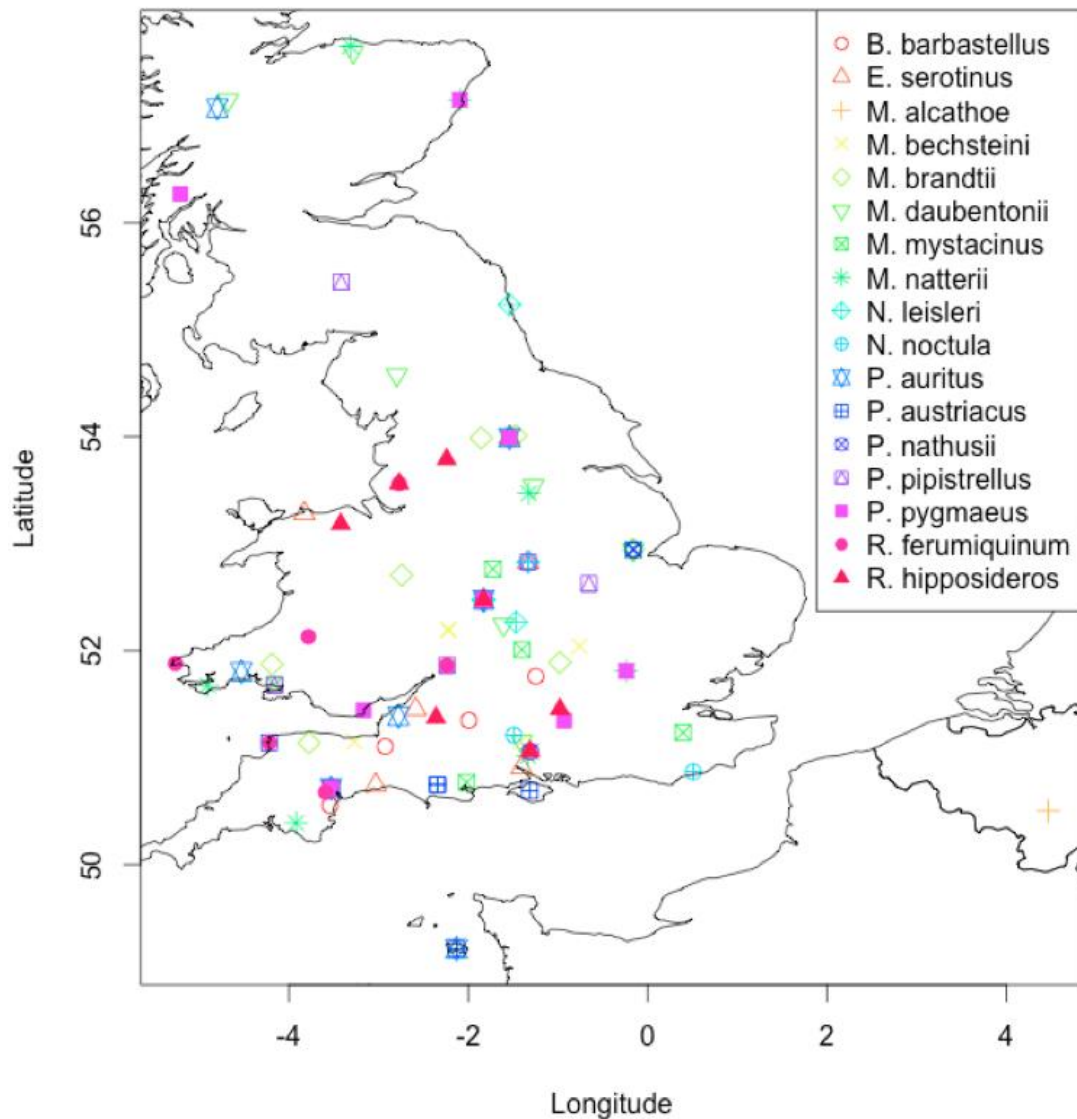 B. barbastellus
E. serotinus
M. alcathoe
M. bechsteini
M. brandtii
M. daubentonii
M. mystacinus
M. natterii
N. leisleri
N. noctula
P. auritus
P. austriacus
P. nathusii
P. pipistrellus
P. pygmaeus
R. ferumiquinum
R. hipposideros
56
54
52
50
Latitude
-4 -2 0 2 4
Longitude